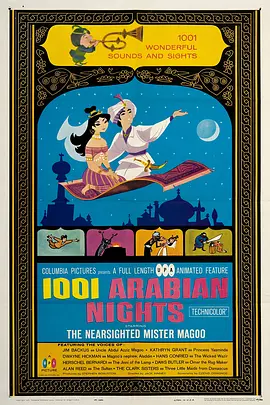 1001
WONDERFUL
SOUNDS AND SIGHTS
COLUMBIA PICTURES presents A FULL LENGTH UPA ANIMATED FEATURE
1001 ARABIAN
NIGHTS
TECHNICOLOR
starring
THE NEARSIGHTED MISTER MAGOO
FEATURING THE VOICES OF:
JIM BACKUS as Uncle Abdul Azziz Magoo • KATHRYN GRANT as Princess Yasminda
DWAYNE HICKMAN as Magoo's nephew, Aladdin • HANS CONRIED as The Wicked Wazir
HERSCHEL BERNARDI as The Jinni of the Lamp • DAWS BUTLER as Omar the Rug Maker
ALAN REED as The Sultan • THE CLARK SISTERS as Three Little Maids from Damascus